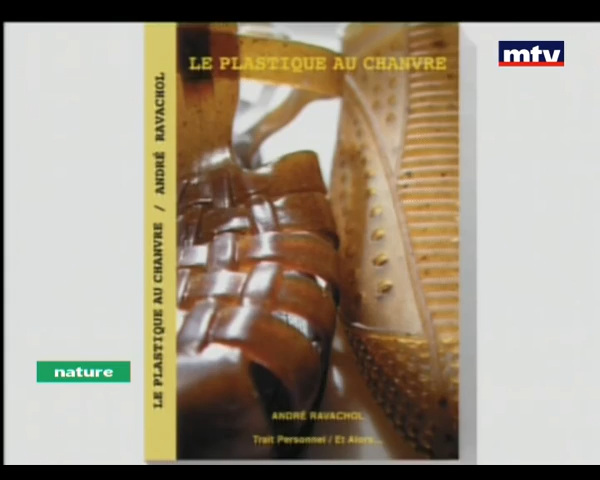 mtv
LE PLASTIQUE AU CHANVRE
LE PLASTIQUE AU CHANVRE / ANDRÉ RAVACHOL
nature
ANDRÉ RAVACHOL
Trait Personnel / Et Alors...